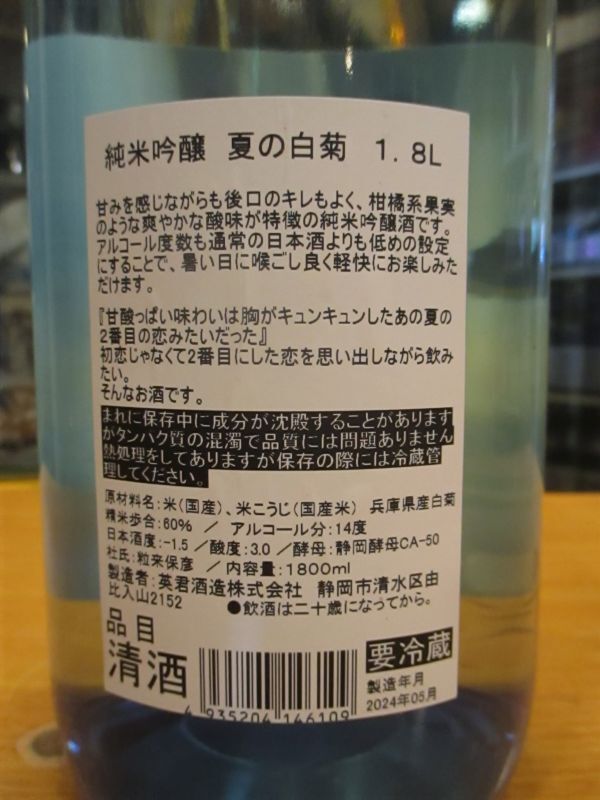 純米吟醸 夏の白菊 1.8L
甘みを感じながらも後口のキレもよく、柑橘系果実
のような爽やかな酸味が特徴の純米吟醸酒です。
アルコール度数も通常の日本酒よりも低めの設定
にすることで、暑い日に喉ごし良く軽快にお楽しみた
だけます。
『甘酸っぱい味わいは胸がキュンキュンしたあの夏の
2番目の恋みたいだった』
初恋じゃなくて2番目にした恋を思い出しながら飲み
たい。
そんなお酒です。
まれに保存中に成分が沈殿することがあります
がタンハク質の混濁で品質には問題ありません
熱処理をしてありますが保存の際には冷蔵管
理してください。
原材料名:米(国産)、米こうじ(国産米) 兵庫県産白菊
精米歩合:60% / アルコール分:14度
日本酒度:-1.5 /酸度:3.0 /酵母:静岡酵母CA-50
杜氏:粒来保彦 /内容量:1800ml
製造者:英君酒造株式会社 静岡市清水区由
比入山2152
●飲酒は二十歳になってから。
品目
清酒
要冷蔵
製造年月
2024年05月
4 935204 146109